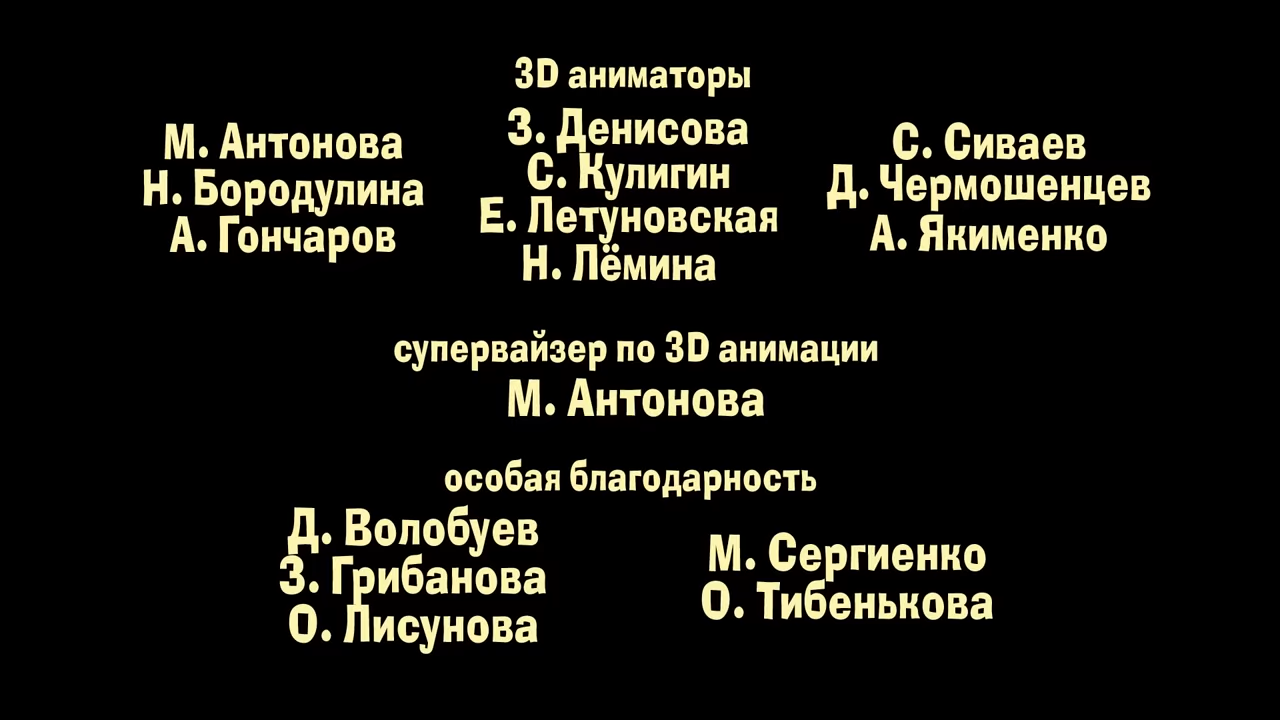 3D аниматоры
М. Антонова
Н. Бородулина
А. Гончаров
З. Денисова
С. Кулигин
Е. Летуновская
Н. Лёмина
С. Сиваев
Д. Чермошенцев
А. Якименко
супервайзер по 3D анимации
М. Антонова
особая благодарность
Д. Волобуев
З. Грибанова
О. Лисунова
М. Сергиенко
О. Тибенькова